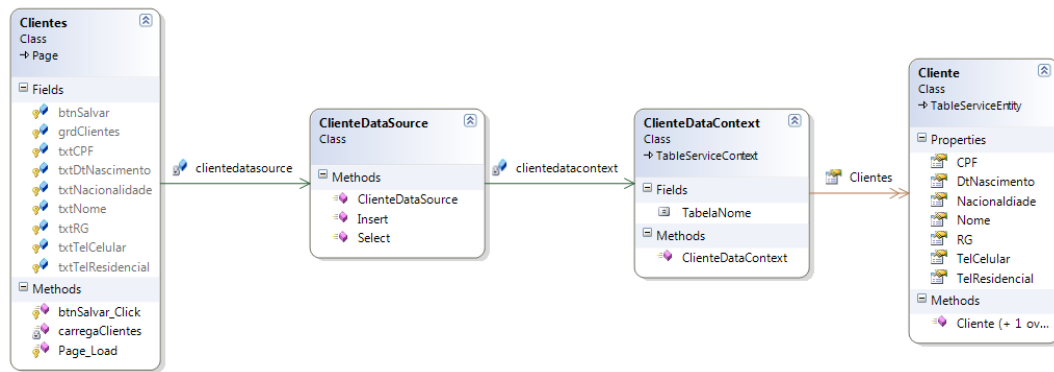 Clientes
Class
Page
Fields
btnSalvar
grdClientes
txtCPF
txtDtNascimento
txtNacionalidade
txtNome
txtRG
txtTelCelular
txtTelResidencial
Methods
btnSalvar_Click
carregaClientes
Page_Load
clientedatasource
ClienteDataSource
Class
Methods
ClienteDataSource
Insert
Select
clientedatacontext
ClienteDataContext
Class
TableServiceContext
Fields
TabelaNome
Methods
ClienteDataContext
Clientes
Cliente
Class
TableServiceEntity
Properties
CPF
DtNascimento
Nacionaldiade
Nome
RG
TelCelular
TelResidencial
Methods
Cliente (+ 1 ov...